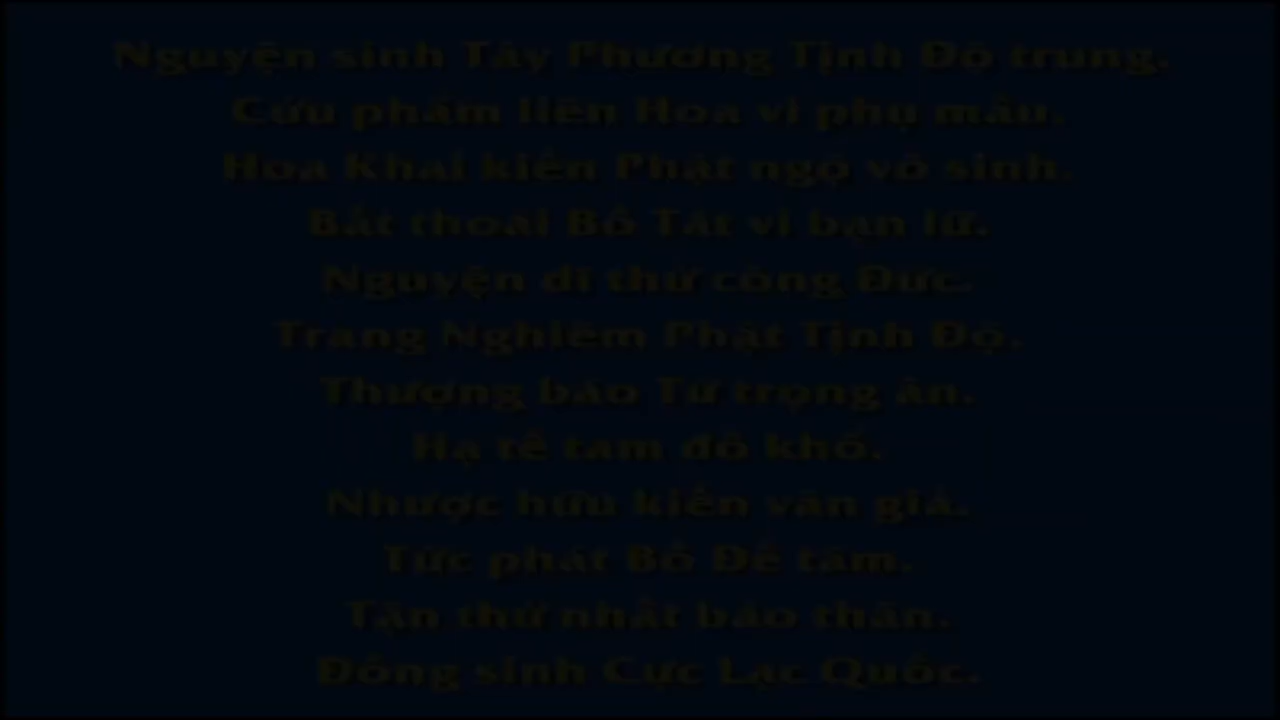 Nguyện sinh Tây Phương Tịnh Độ trung.
Cửu phẩm liên Hoa vi phụ mẫu.
Hoa Khai kiến Phật ngộ vô sinh.
Bất thoái Bồ Tát vi bạn lữ.
Nguyện dĩ thử công Đức.
Trang Nghiêm Phật Tịnh Độ.
Thượng báo Tứ trọng ân.
Hạ tế tam đồ khổ.
Nhược hữu kiến văn giả.
Tức phát Bồ Đề tâm.
Tận thử nhất báo thân.
Đồng sinh Cực Lạc Quốc.